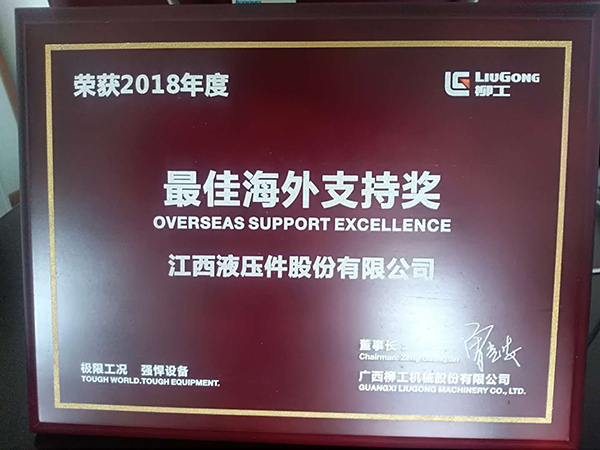 荣获2018年度
LIUGONG
柳工
最佳海外支持奖
OVERSEAS SUPPORT EXCELLENCE
江西液压件股份有限公司
董事长:
Chairman: Zeng
极限工况 强悍设备
TOUGH WORLD.TOUGH EQUIPMENT.
广西柳工机械股份有限公司
GUANGXI LIUGONG MACHINERY CO., LTD.